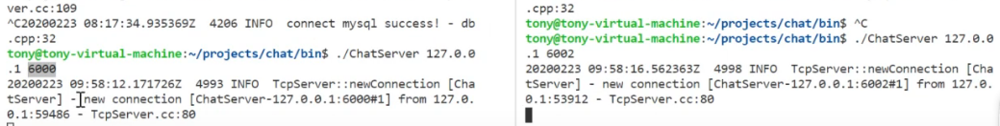 ver.cc:109
^C20200223 08:17:34.935369Z  4206 INFO  connect mysql success! - db
.cpp:32
tony@tony-virtual-machine:~/projects/chat/bin$ ./ChatServer 127.0.0
.1 6000
20200223 09:58:12.171726Z  4993 INFO  TcpServer::newConnection [Cha
tServer] - new connection [ChatServer-127.0.0.1:6000#1] from 127.0.
0.1:59486 - TcpServer.cc:80
.cpp:32
tony@tony-virtual-machine:~/projects/chat/bin$ ^C
tony@tony-virtual-machine:~/projects/chat/bin$ ./ChatServer 127.0.0
.1 6002
20200223 09:58:16.562363Z  4998 INFO  TcpServer::newConnection [Cha
tServer] - new connection [ChatServer-127.0.0.1:6002#1] from 127.0.
0.1:53912 - TcpServer.cc:80